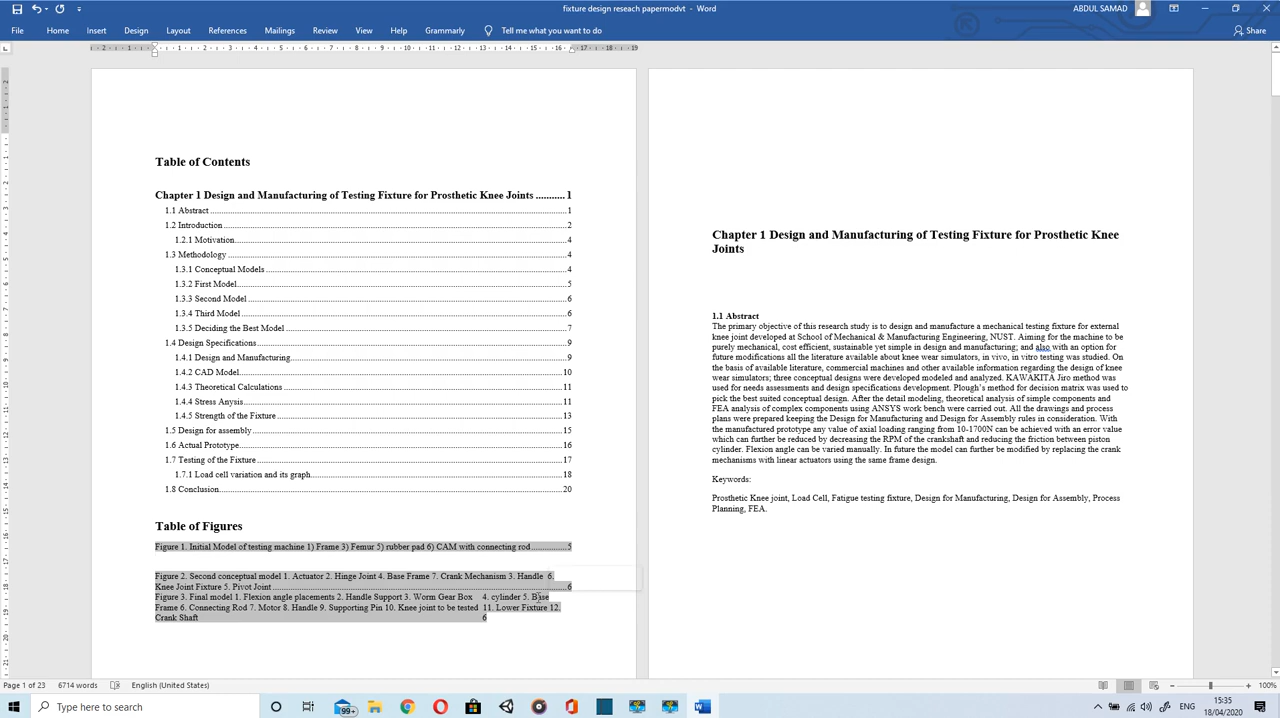 fixture design reseach papermodvt - Word
ABDUL SAMAD
File Home Insert Design Layout References Mailings Review View Help Grammarly Tell me what you want to do Share
Table of Contents
Chapter 1 Design and Manufacturing of Testing Fixture for Prosthetic Knee Joints .......... 1
1.1 Abstract 1
1.2 Introduction 2
1.2.1 Motivation 4
1.3 Methodology 4
1.3.1 Conceptual Models 4
1.3.2 First Model 5
1.3.3 Second Model 6
1.3.4 Third Model 6
1.3.5 Deciding the Best Model 7
1.4 Design Specifications 9
1.4.1 Design and Manufacturing. 9
1.4.2 CAD Model 10
1.4.3 Theoretical Calculations 11
1.4.4 Stress Anysis 11
1.4.5 Strength of the Fixture 13
1.5 Design for assembly 15
1.6 Actual Prototype 16
1.7 Testing of the Fixture 17
1.7.1 Load cell variation and its graph 18
1.8 Conclusion 20
Table of Figures
Figure 1. Initial Model of testing machine 1) Frame 3) Femur 5) rubber pad 6) CAM with connecting rod 5
Figure 2. Second conceptual model 1. Actuator 2. Hinge Joint 4. Base Frame 7. Crank Mechanism 3. Handle 6.
Knee Joint Fixture 5. Pivot Joint 6
Figure 3. Final model 1. Flexion angle placements 2. Handle Support 3. Worm Gear Box 4. cylinder 5. Base
Frame 6. Connecting Rod 7. Motor 8. Handle 9. Supporting Pin 10. Knee joint to be tested 11. Lower Fixture 12.
Crank Shaft 6
Chapter 1 Design and Manufacturing of Testing Fixture for Prosthetic Knee
Joints
1.1 Abstract
The primary objective of this research study is to design and manufacture a mechanical testing fixture for external
knee joint developed at School of Mechanical & Manufacturing Engineering, NUST. Aiming for the machine to be
purely mechanical, cost efficient, sustainable yet simple in design and manufacturing; and also with an option for
future modifications all the literature available about knee wear simulators, in vivo, in vitro testing was studied. On
the basis of available literature, commercial machines and other available information regarding the design of knee
wear simulators; three conceptual designs were developed modeled and analyzed. KAWAKITA Jiro method was
used for needs assessments and design specifications development. Plough's method for decision matrix was used to
pick the best suited conceptual design. After the detail modeling, theoretical analysis of simple components and
FEA analysis of complex components using ANSYS work bench were carried out. All the drawings and process
plans were prepared keeping the Design for Manufacturing and Design for Assembly rules in consideration. With
the manufactured prototype any value of axial loading ranging from 10-1700N can be achieved with an error value
which can further be reduced by decreasing the RPM of the crankshaft and reducing the friction between piston
cylinder. Flexion angle can be varied manually. In future the model can further be modified by replacing the crank
mechanisms with linear actuators using the same frame design.
Keywords:
Prosthetic Knee joint, Load Cell, Fatigue testing fixture, Design for Manufacturing, Design for Assembly, Process
Planning, FEA.
Page 1 of 23 6714 words English (United States) 100%
Type here to search 99+ ENG 15:35
18/04/2020